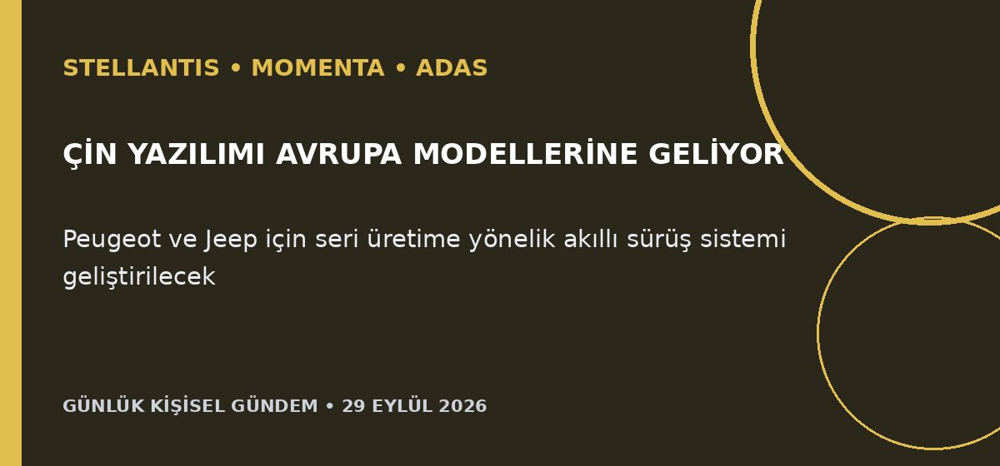 STELLANTIS • MOMENTA • ADAS
ÇİN YAZILIMI AVRUPA MODELLERİNE GELİYOR
Peugeot ve Jeep için seri üretime yönelik akıllı sürüş sistemi
geliştirilecek
GÜNLÜK KİŞİSEL GÜNDEM • 29 EYLÜL 2026